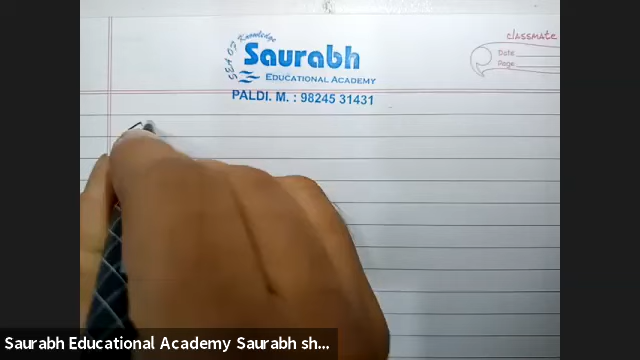 Knowledge
SEA OF
Saurabh
EDUCATIONAL ACADEMY
PALDI. M. : 98245 31431
classmate
Date
Page
Saurabh Educational Academy Saurabh sh...